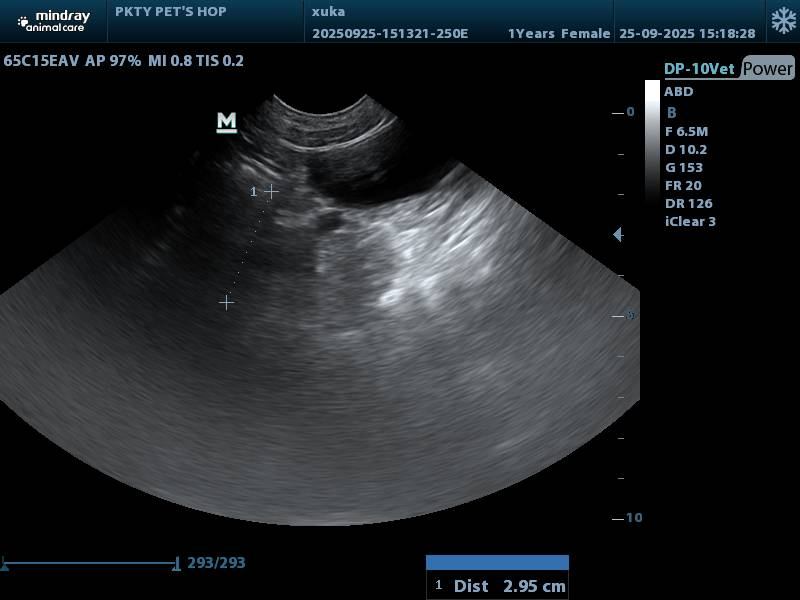 mindray
animal care
PKTY PET'S HOP
xuka
20250925-151321-250E
1Years Female
25-09-2025 15:18:28
65C15EAV AP 97% MI 0.8 TIS 0.2
DP-10Vet
Power
ABD
B
F 6.5M
D 10.2
G 153
FR 20
DR 126
iClear 3
M
1
0
5
10
293/293
1 Dist 2.95 cm